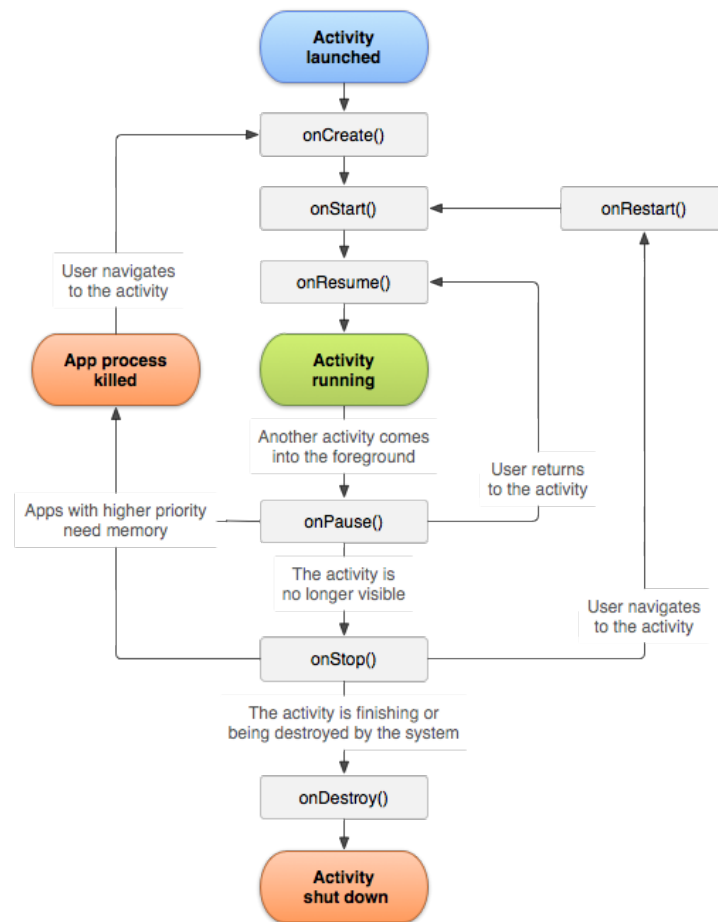 Activity
launched
onCreate()
onStart()
onRestart()
User navigates
to the activity
onResume()
App process
killed
Activity
running
Another activity comes
into the foreground
User returns
to the activity
Apps with higher priority
need memory
onPause()
The activity is
no longer visible
User navigates
to the activity
onStop()
The activity is finishing or
being destroyed by the system
onDestroy()
Activity
shut down